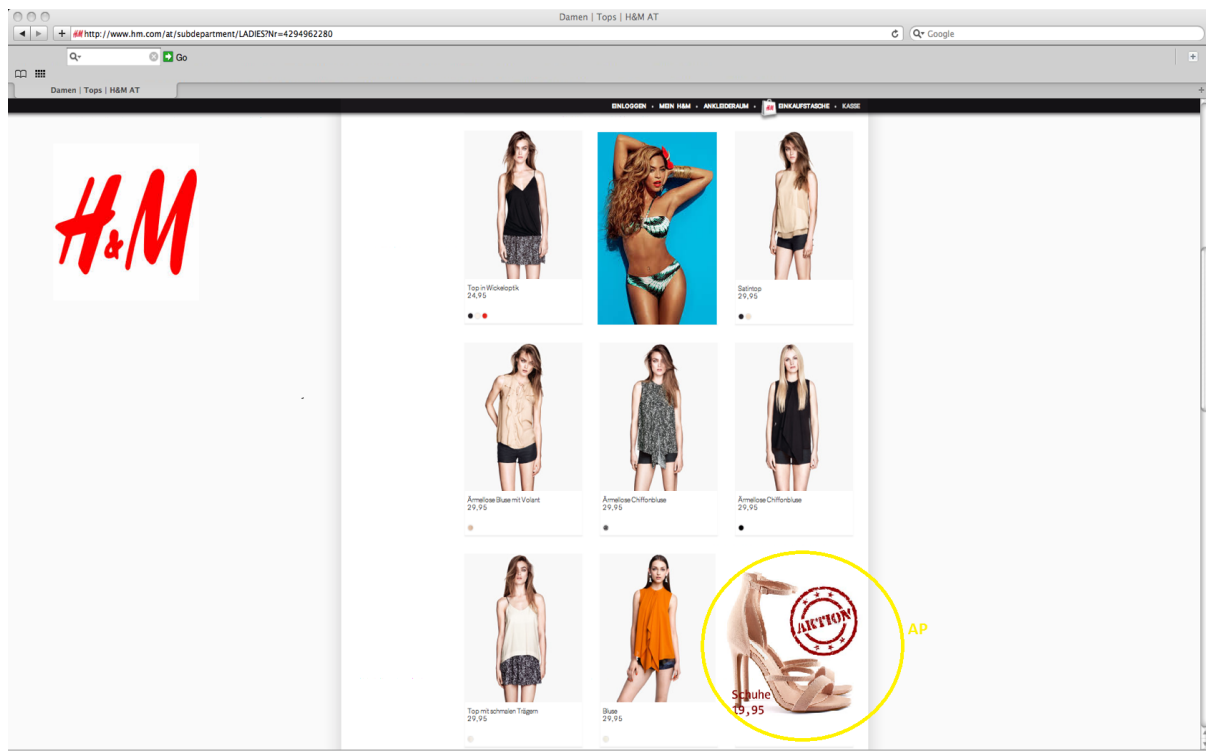 Damen | Tops | H&M AT
H&M http://www.hm.com/at/subdepartment/LADIES?Nr=4294962280
Google
Go
Damen | Tops | H&M AT
EINLOGGEN • MEIN H&M • ANKLEIDERAUM • H&M EINKAUFSTASCHE • KASSE
H&M
Top in Wickeloptik
24,95
Satintop
29,95
Ärmellose Bluse mit Volant
29,95
Ärmellose Chiffonbluse
29,95
Ärmellose Chiffonbluse
29,95
AKTION
AP
Schuhe
19,95
Top mit schmalen Trägern
29,95
Bluse
29,95